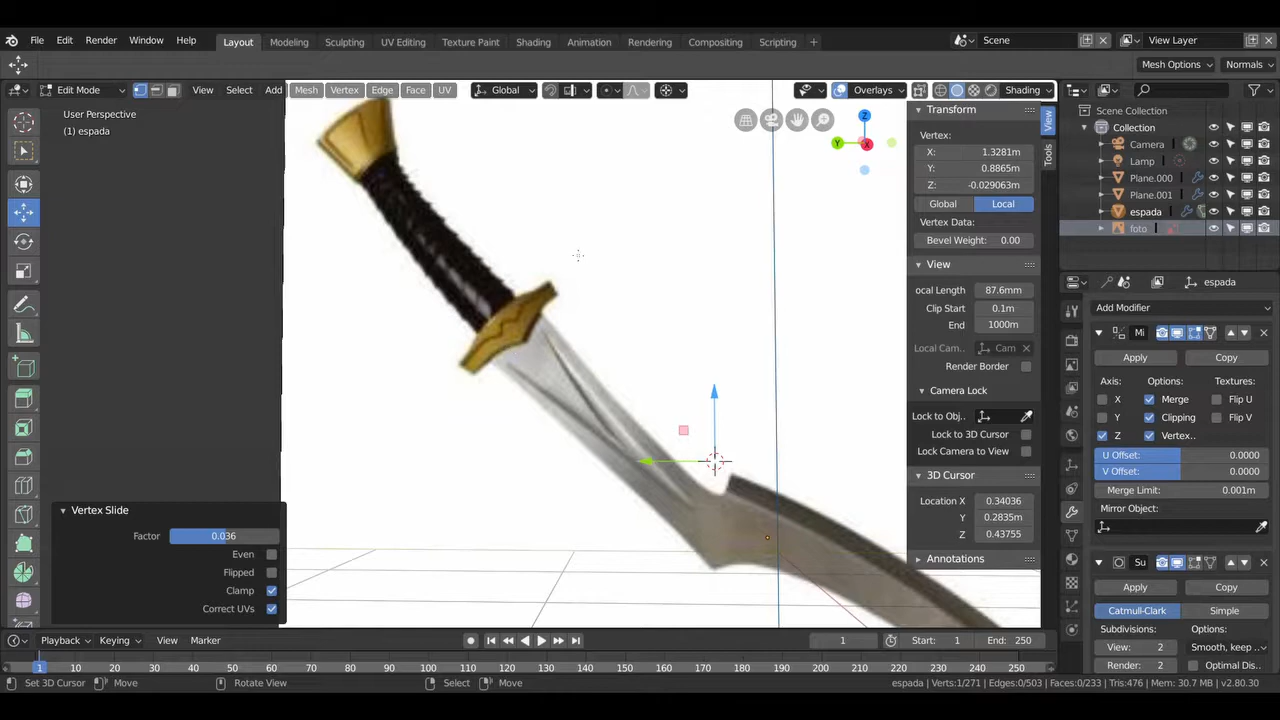 File Edit Render Window Help Layout Modeling Sculpting UV Editing Texture Paint Shading Animation Rendering Compositing Scripting + Scene View Layer
Mesh Options Normals
Edit Mode View Select Add Mesh Vertex Edge Face UV Global Overlays Shading
User Perspective
(1) espada
Z
Y
X
Transform
Vertex:
X: 1.3281m
Y: 0.8865m
Z: -0.029063m
Global Local
Vertex Data:
Bevel Weight: 0.00
View
ocal Length 87.6mm
Clip Start 0.1m
End 1000m
Local Cam.. Cam
Render Border
Camera Lock
Lock to Obj..
Lock to 3D Cursor
Lock Camera to View
3D Cursor
Location X 0.34036
Y 0.2835m
Z 0.43755
Annotations
View
Tools
Scene Collection
Collection
Camera
Lamp
Plane.000
Plane.001
espada
foto
espada
Add Modifier
Mi
Apply Copy
Axis: Options: Textures:
X Merge Flip U
Y Clipping Flip V
Z Vertex..
U Offset: 0.0000
V Offset: 0.0000
Merge Limit: 0.001m
Mirror Object:
Su
Apply Copy
Catmull-Clark Simple
Subdivisions: Options:
View: 2 Smooth, keep ..
Render: 2 Optimal Dis..
Vertex Slide
Factor 0.036
Even
Flipped
Clamp
Correct UVs
Playback Keying View Marker 1 Start: 1 End: 250
1 10 20 30 40 50 60 70 80 90 100 110 120 130 140 150 160 170 180 190 200 210 220 230 240 250
Set 3D Cursor Move Rotate View Select Move espada | Verts:1/271 | Edges:0/503 | Faces:0/233 | Tris:476 | Mem: 30.7 MB | v2.80.30